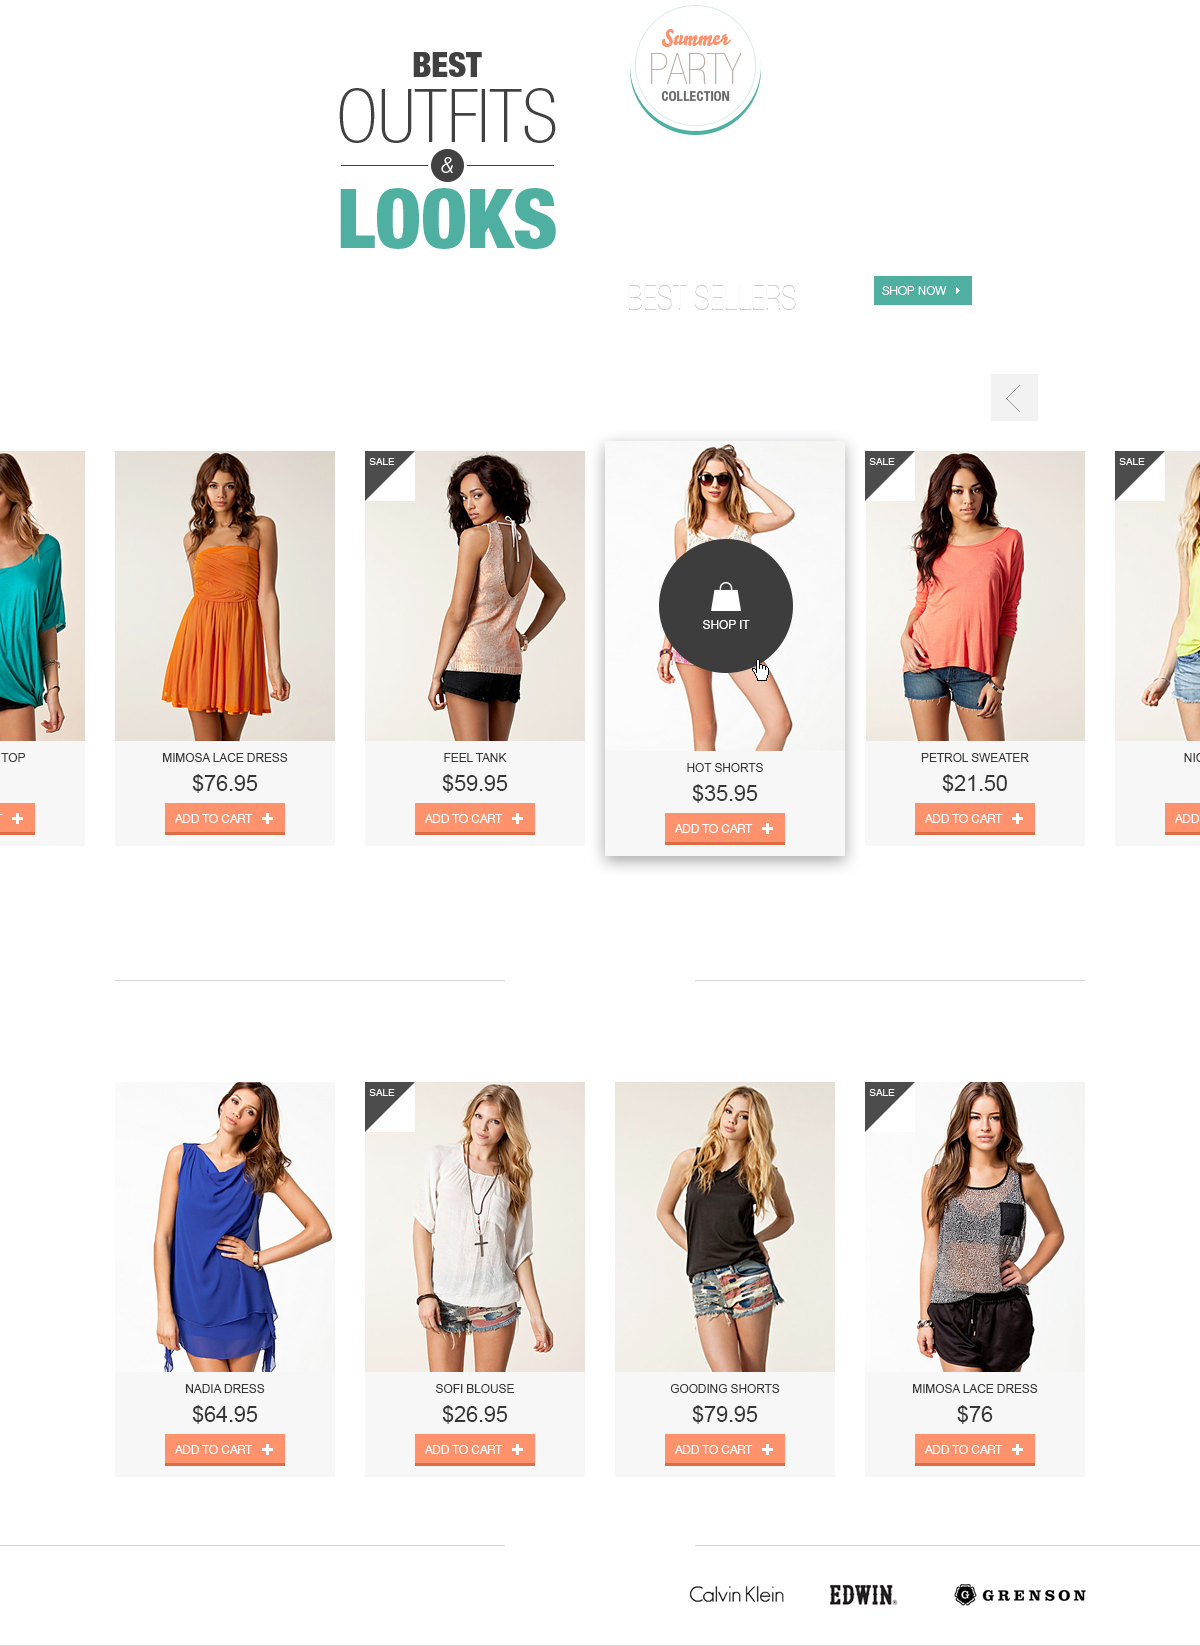 BEST
OUTFITS
&
LOOKS
Summer
PARTY
COLLECTION
BEST SELLERS
SHOP NOW
TOP
SALE
MIMOSA LACE DRESS
$76.95
ADD TO CART
SALE
FEEL TANK
$59.95
ADD TO CART
SHOP IT
HOT SHORTS
$35.95
ADD TO CART
SALE
PETROL SWEATER
$21.50
ADD TO CART
ADD
NADIA DRESS
$64.95
ADD TO CART
SALE
SOFI BLOUSE
$26.95
ADD TO CART
GOODING SHORTS
$79.95
ADD TO CART
SALE
MIMOSA LACE DRESS
$76
ADD TO CART
Calvin Klein
EDWIN®
G GRENSON